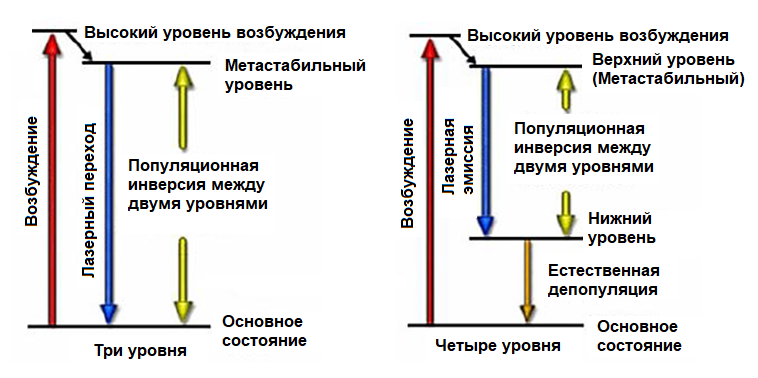 Высокий уровень возбуждения
Метастабильный
уровень
Возбуждение
Лазерный переход
Популяционная
инверсия между
двумя уровнями
Основное
состояние
Три уровня
Высокий уровень возбуждения
Верхний уровень
(Метастабильный)
Возбуждение
Лазерная
эмиссия
Популяционная
инверсия между
двумя уровнями
Нижний
уровень
Естественная
депопуляция
Основное
состояние
Четыре уровня